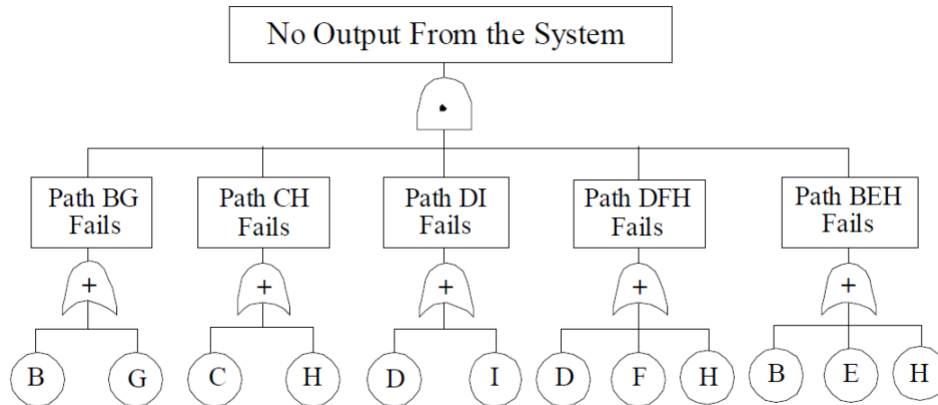 No Output From the System
Path BG
Fails
Path CH
Fails
Path DI
Fails
Path DFH
Fails
Path BEH
Fails
+
+
+
+
+
B
G
C
H
D
I
D
F
H
B
E
H